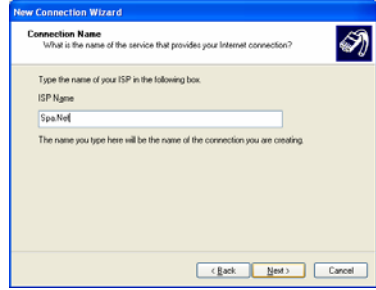 New Connection Wizard
Connection Name
What is the name of the service that provides your Internet connection?
Type the name of your ISP in the following box.
ISP Name
Spa.Net
The name you type here will be the name of the connection you are creating.
< Back
Next >
Cancel